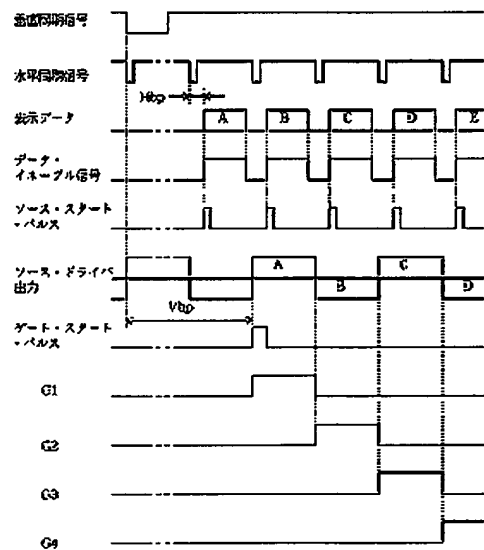 垂直同期信号
水平同期信号
Hbp
表示データ
A B C D E
データ・
イネーブル信号
ソース・スタート
・パルス
ソース・ドライバ
出力
A B C D
Vbp
ゲート・スタート
・パルス
G1
G2
G3
G4